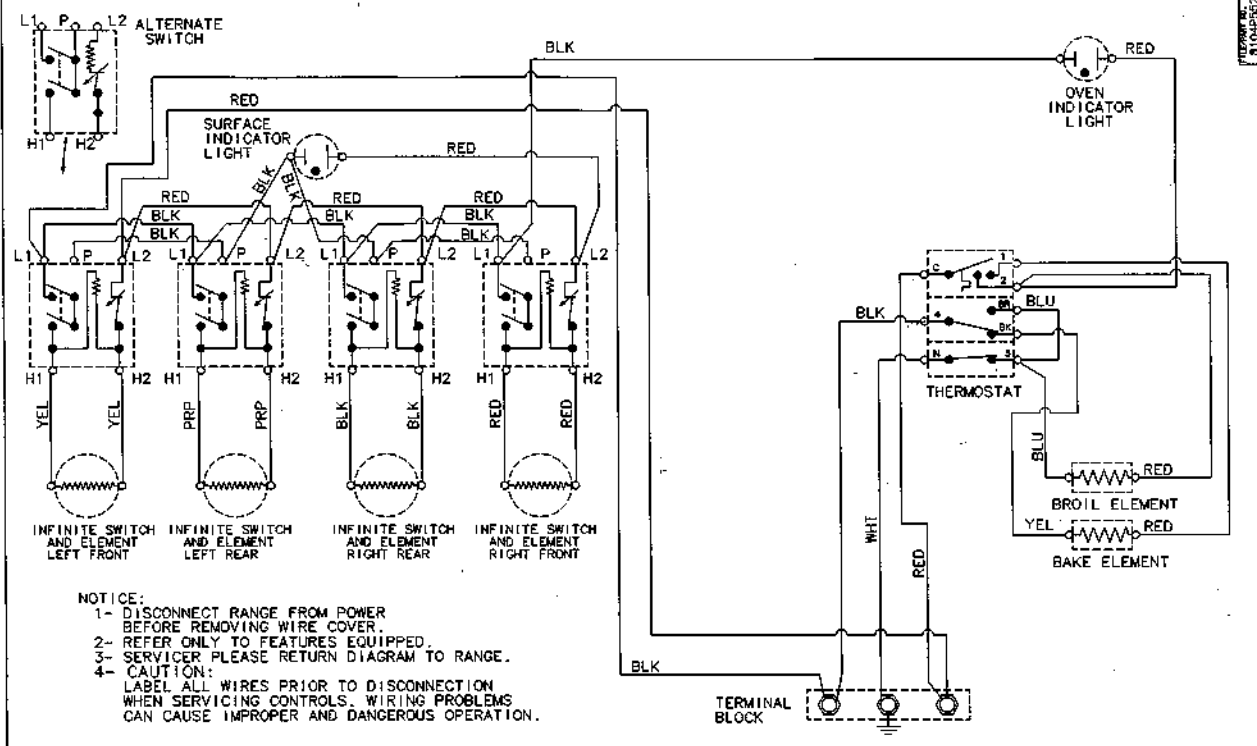 L1 P L2 ALTERNATE
SWITCH
H1 H2
BLK
RED
OVEN
INDICATOR
LIGHT
RED
SURFACE
INDICATOR
LIGHT
RED
BLK
BLK
RED
BLK
BLK
RED
BLK
RED
BLK
BLK
L1 P L2
L1 P L2
L1 P L2
L1 P L2
H1 H2
H1 H2
H1 H2
H1 H2
YEL YEL
PRP PRP
BLK BLK
RED RED
INFINITE SWITCH
AND ELEMENT
LEFT FRONT
INFINITE SWITCH
AND ELEMENT
LEFT REAR
INFINITE SWITCH
AND ELEMENT
RIGHT REAR
INFINITE SWITCH
AND ELEMENT
RIGHT FRONT
C 1
2
BLK
4 BR BLU
BK
N 3
THERMOSTAT
BLU
RED
BROIL ELEMENT
YEL RED
BAKE ELEMENT
WHT
RED
NOTICE:
1- DISCONNECT RANGE FROM POWER
BEFORE REMOVING WIRE COVER.
2- REFER ONLY TO FEATURES EQUIPPED.
3- SERVICER PLEASE RETURN DIAGRAM TO RANGE.
4- CAUTION:
LABEL ALL WIRES PRIOR TO DISCONNECTION
WHEN SERVICING CONTROLS. WIRING PROBLEMS
CAN CAUSE IMPROPER AND DANGEROUS OPERATION.
BLK
TERMINAL
BLOCK